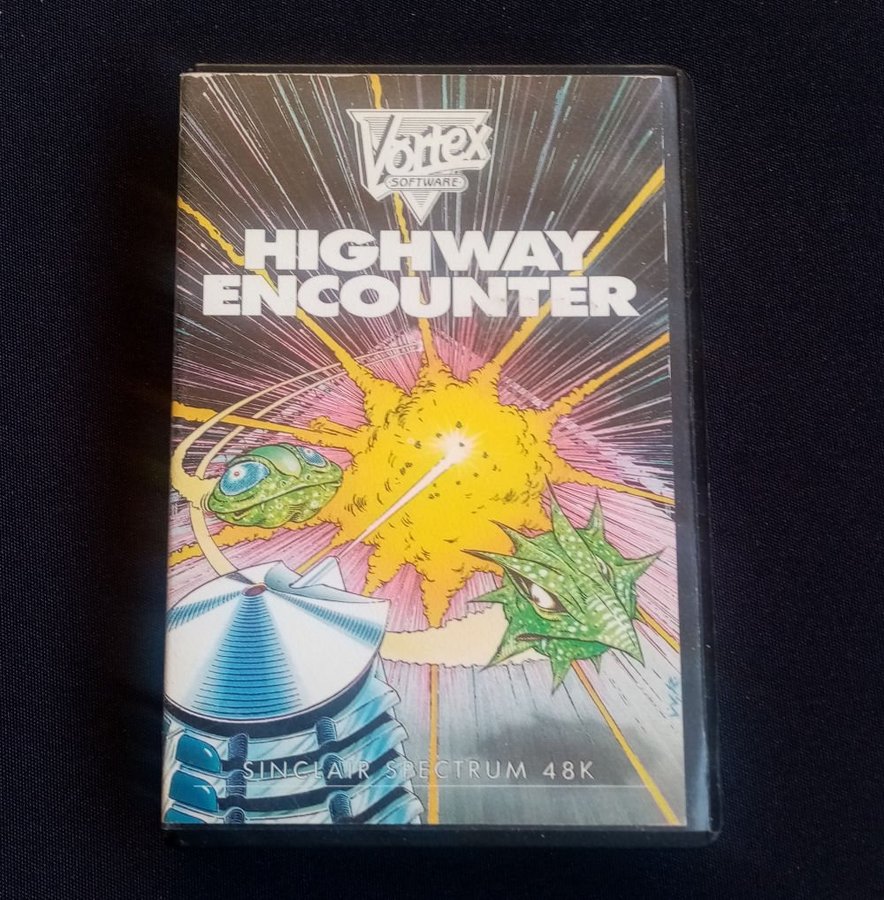 Vortex
SOFTWARE
HIGHWAY
ENCOUNTER
SINCLAIR SPECTRUM 48K